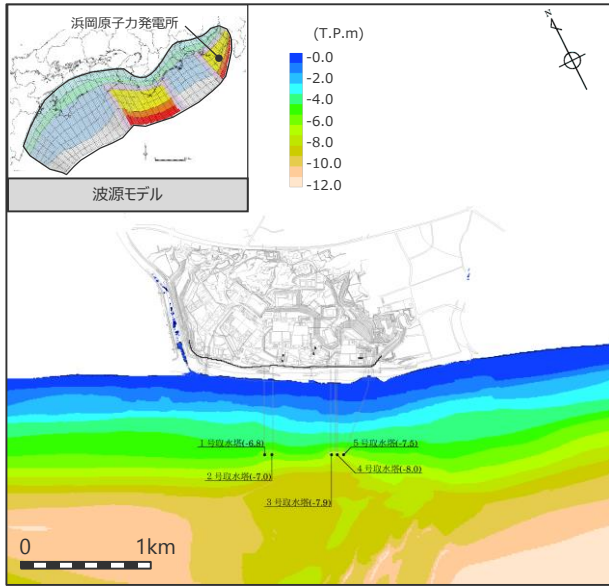 浜岡原子力発電所
波源モデル
(T.P.m)
-0.0
-2.0
-4.0
-6.0
-8.0
-10.0
-12.0
N
1号取水塔(-6.8)
5号取水塔(-7.5)
2号取水塔(-7.0)
4号取水塔(-8.0)
3号取水塔(-7.9)
0 1km